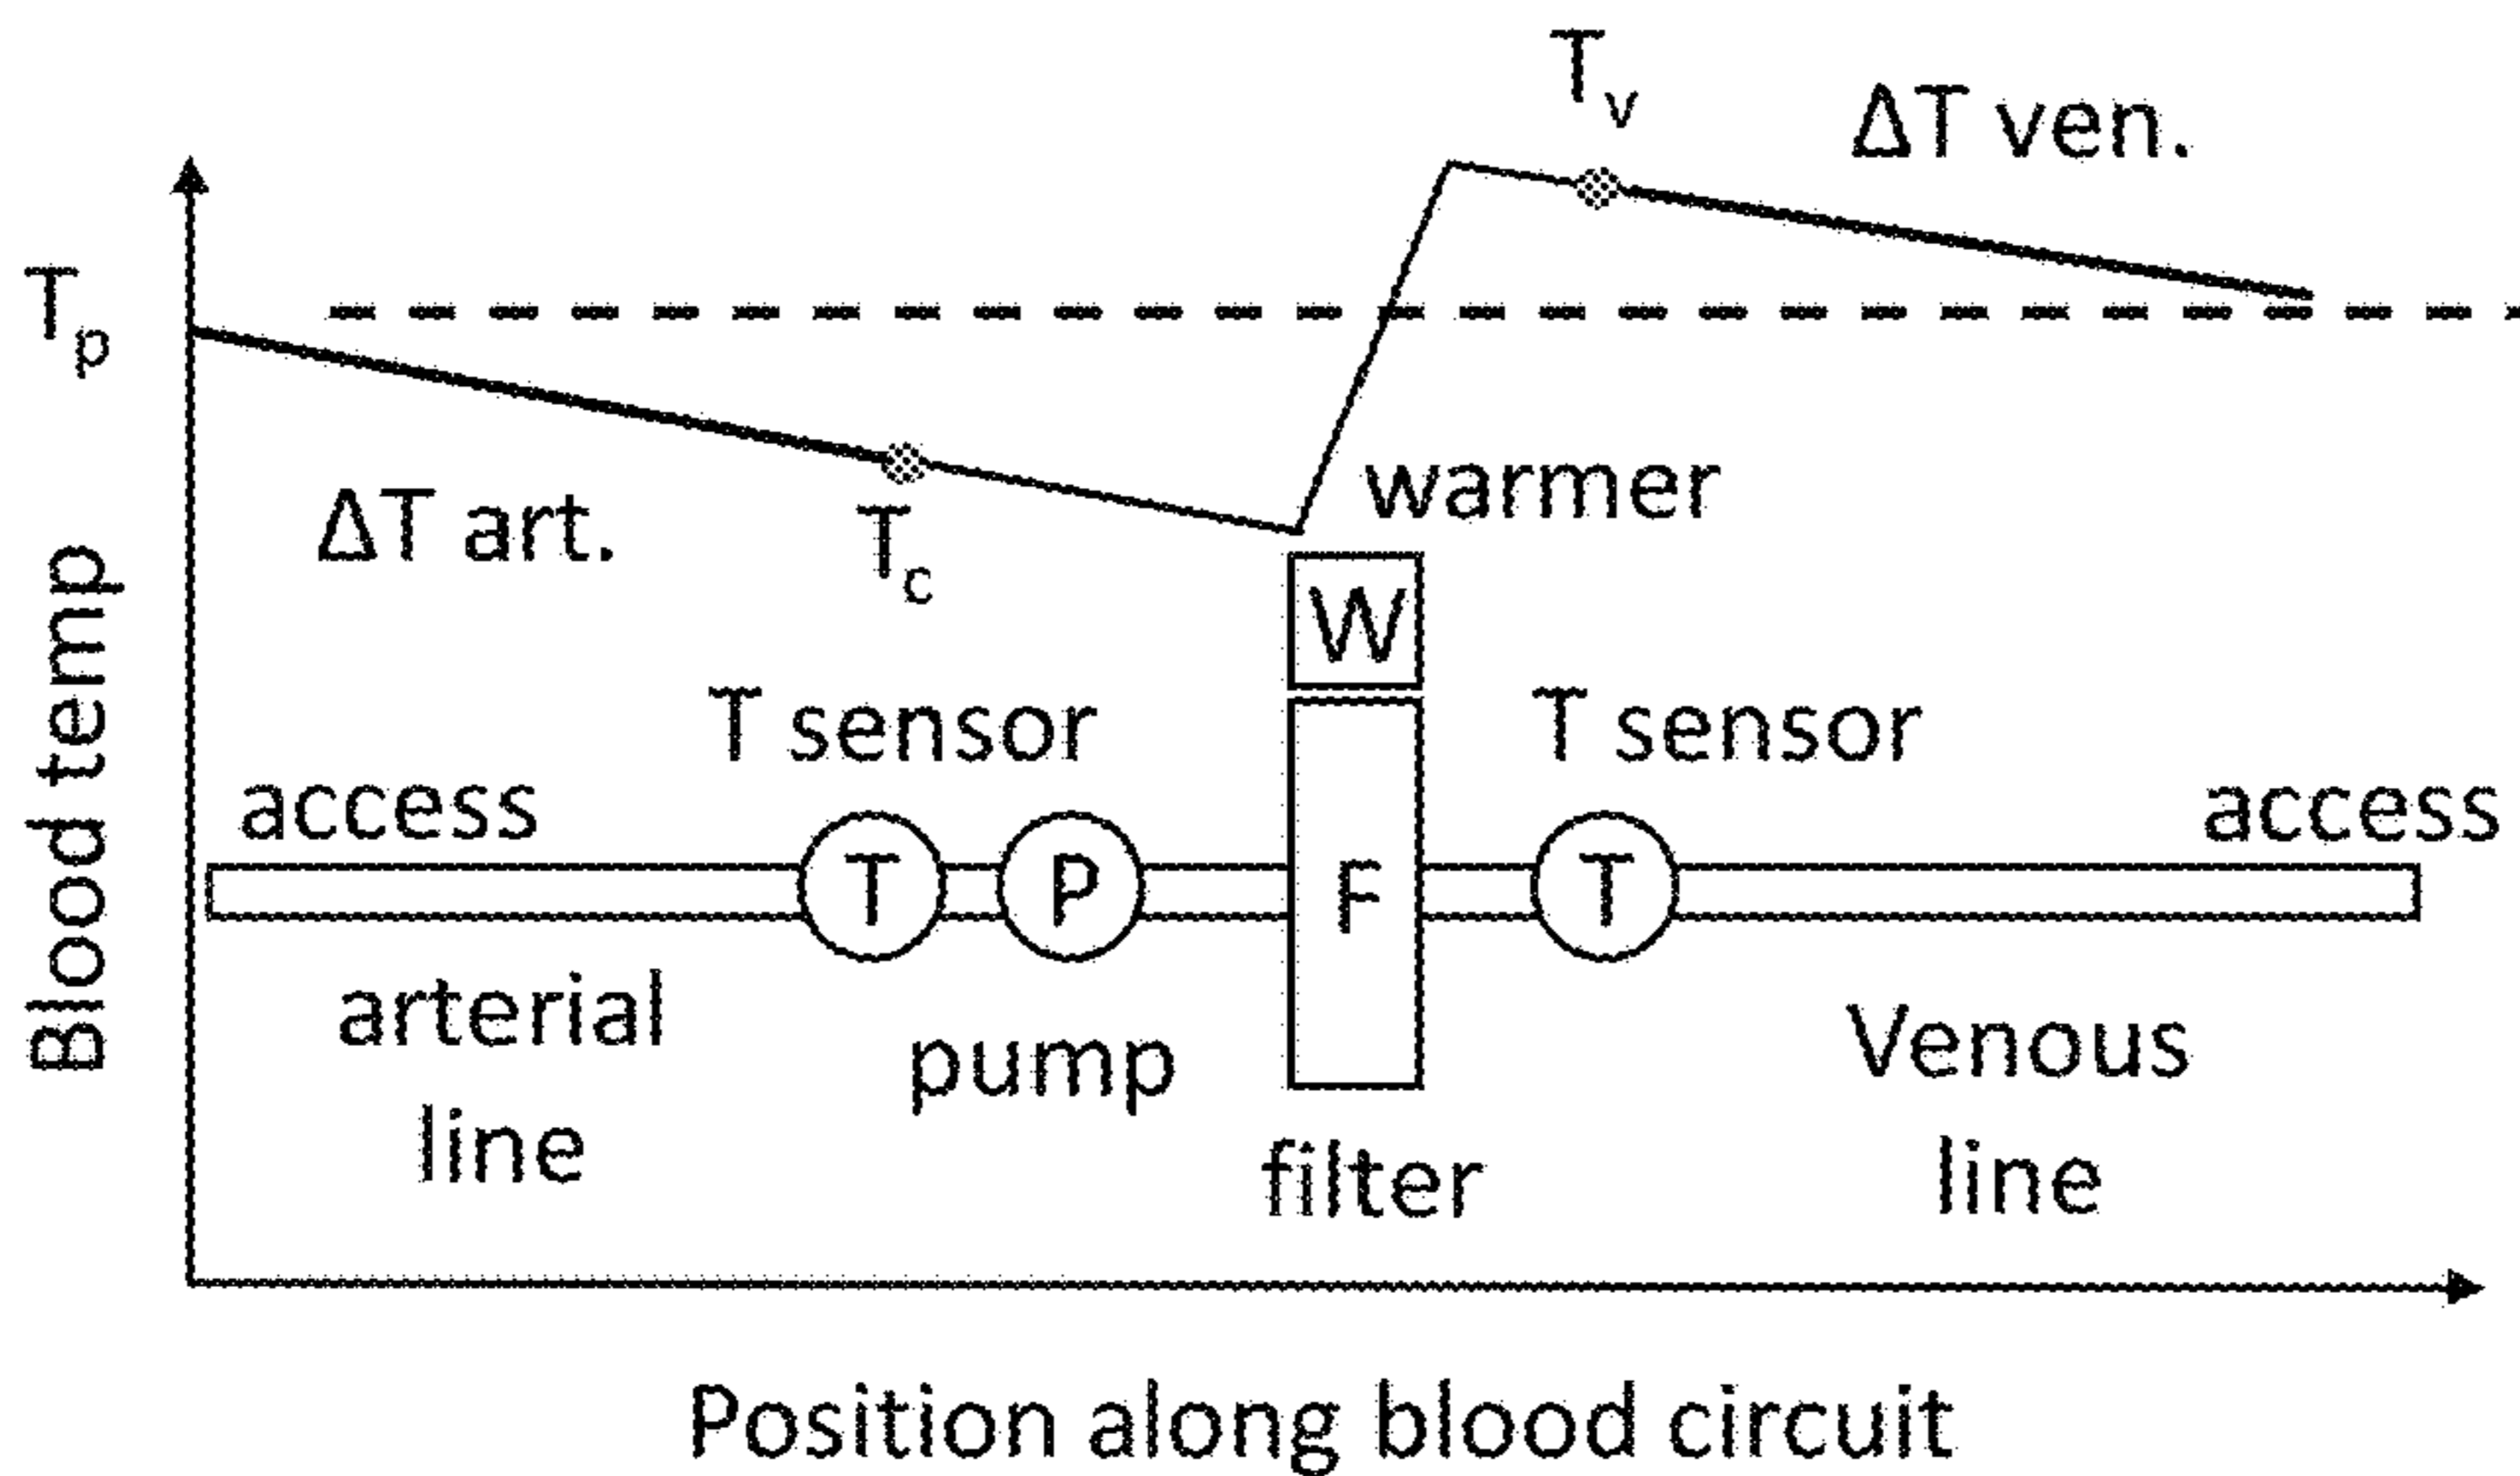 Tv
ΔT ven.
Tp
ΔT art.
Tc
warmer
W
T sensor
T sensor
access
access
T
P
F
T
arterial
line
pump
filter
Venous
line
Blood temp
Position along blood circuit